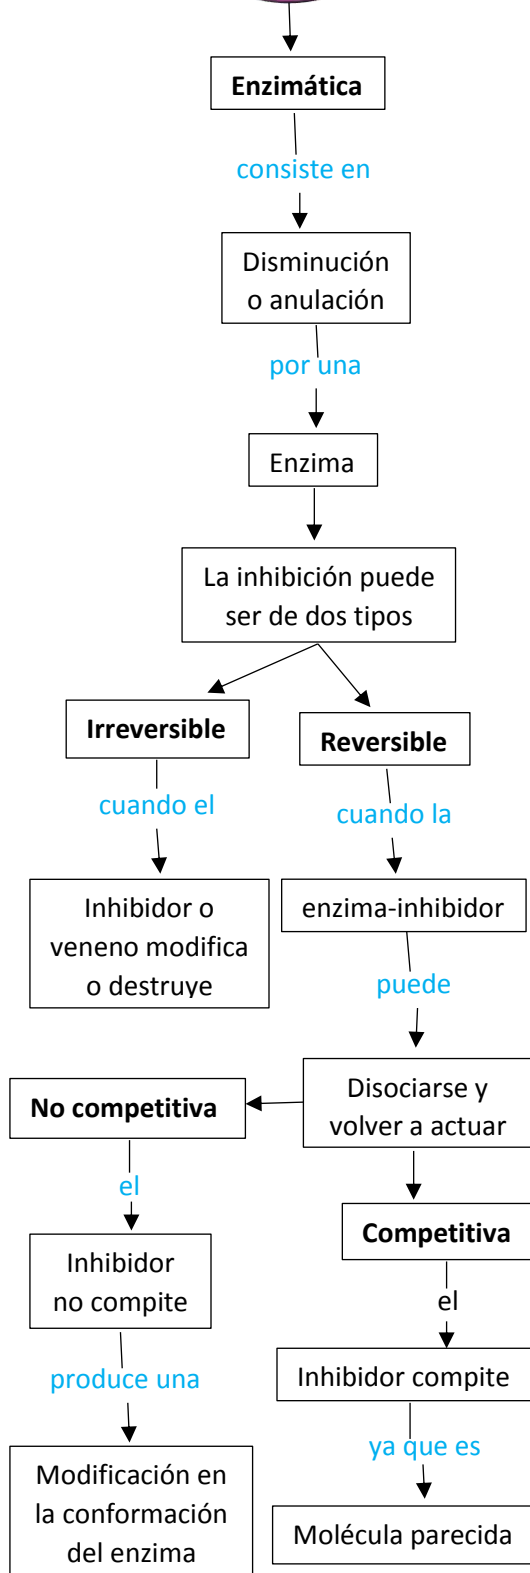 Enzimática
consiste en
Disminución
o anulación
por una
Enzima
La inhibición puede
ser de dos tipos
Irreversible
Reversible
cuando el
cuando la
Inhibidor o
veneno modifica
o destruye
enzima-inhibidor
puede
Disociarse y
volver a actuar
No competitiva
el
Inhibidor
no compite
produce una
Modificación en
la conformación
del enzima
Competitiva
el
Inhibidor compite
ya que es
Molécula parecida